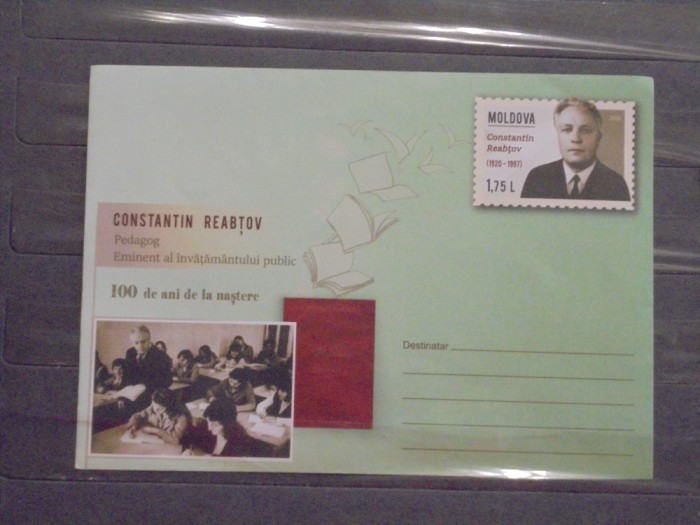 MOLDOVA
Constantin
Reabțov
(1920 - 1997)
1,75 L
CONSTANTIN REABȚOV
Pedagog
Eminent al învățământului public
100 de ani de la naștere
Destinatar